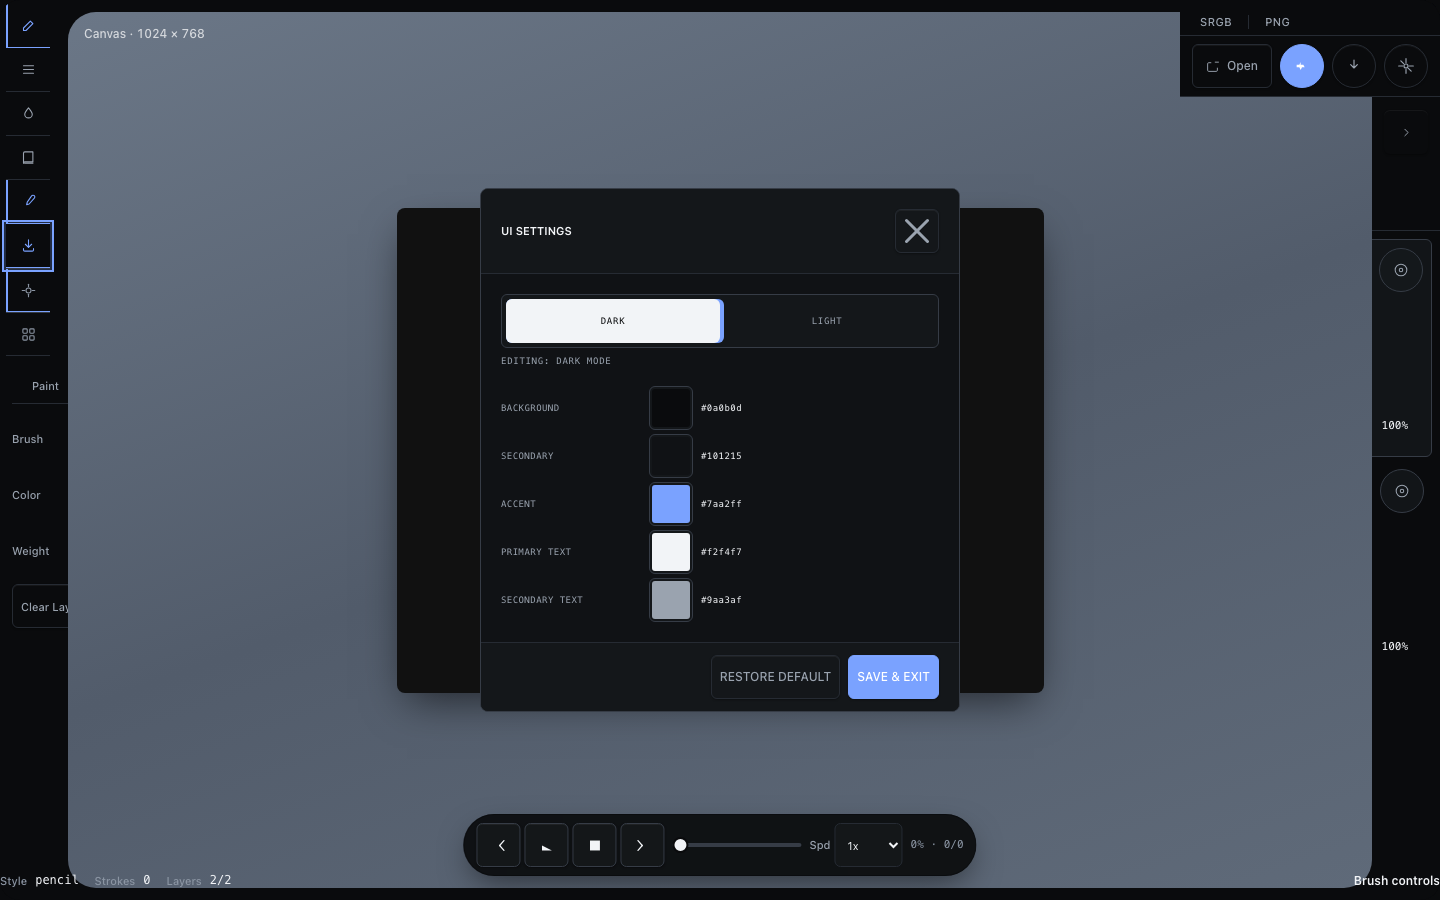 SRGB PNG
Canvas · 1024 × 768
Open
UI SETTINGS
DARK LIGHT
EDITING: DARK MODE
Paint
BACKGROUND #0a0b0d
Brush
100%
SECONDARY #101215
Color
ACCENT #7aa2ff
Weight
PRIMARY TEXT #f2f4f7
Clear Lay
SECONDARY TEXT #9aa3af
100%
RESTORE DEFAULT SAVE & EXIT
Spd 1x 0% · 0/0
Style pencil Strokes 0 Layers 2/2
Brush controls